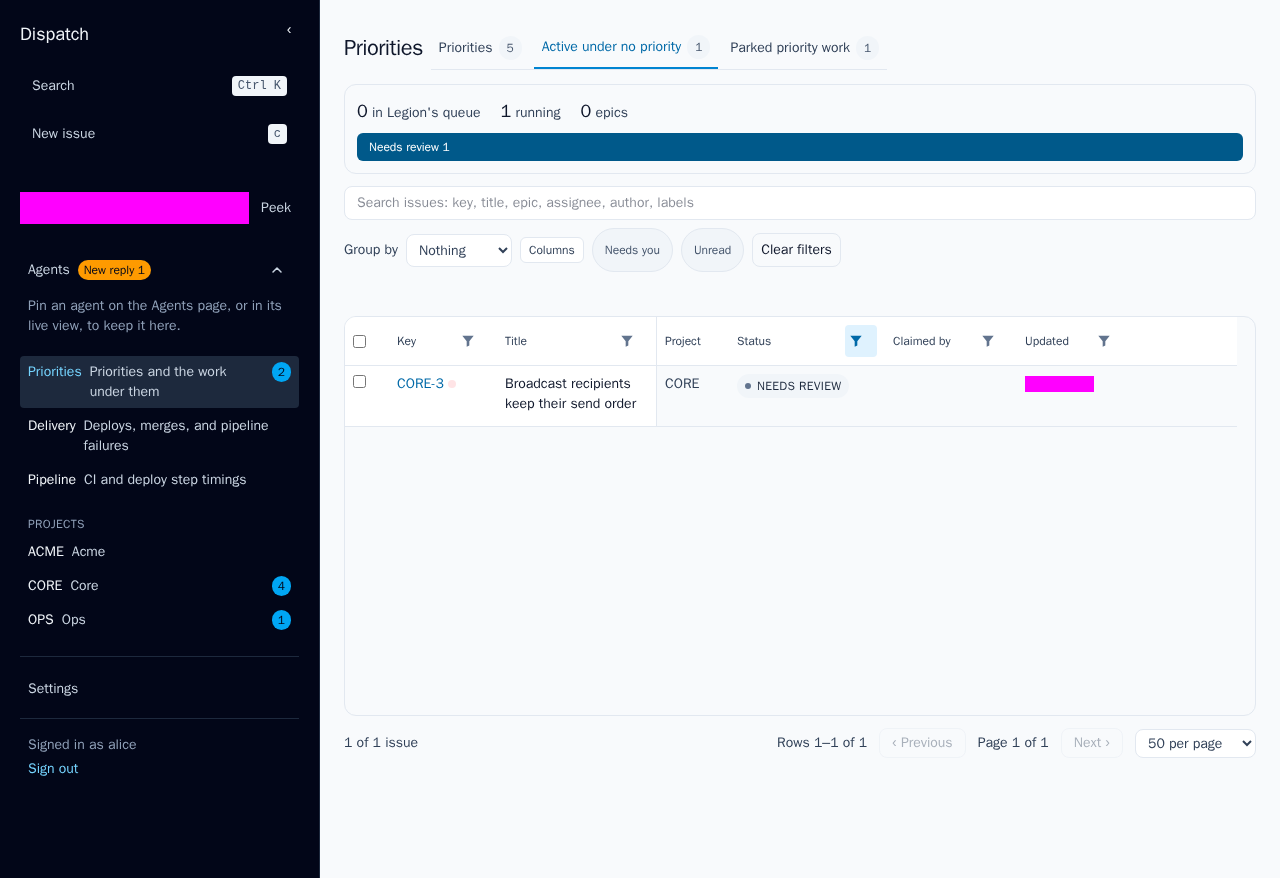 Dispatch
‹
Search
Ctrl K
New issue
C
Peek
Agents
New reply 1
Pin an agent on the Agents page, or in its
live view, to keep it here.
Priorities
Priorities and the work
under them
2
Delivery
Deploys, merges, and pipeline
failures
Pipeline
CI and deploy step timings
PROJECTS
ACME Acme
CORE Core
4
OPS Ops
1
Settings
Signed in as alice
Sign out
Priorities
Priorities 5
Active under no priority 1
Parked priority work 1
0 in Legion's queue
1 running
0 epics
Needs review 1
Search issues: key, title, epic, assignee, author, labels
Group by
Nothing
Columns
Needs you
Unread
Clear filters
Key
Title
Project
Status
Claimed by
Updated
CORE-3
Broadcast recipients
keep their send order
CORE
NEEDS REVIEW
1 of 1 issue
Rows 1–1 of 1
‹ Previous
Page 1 of 1
Next ›
50 per page